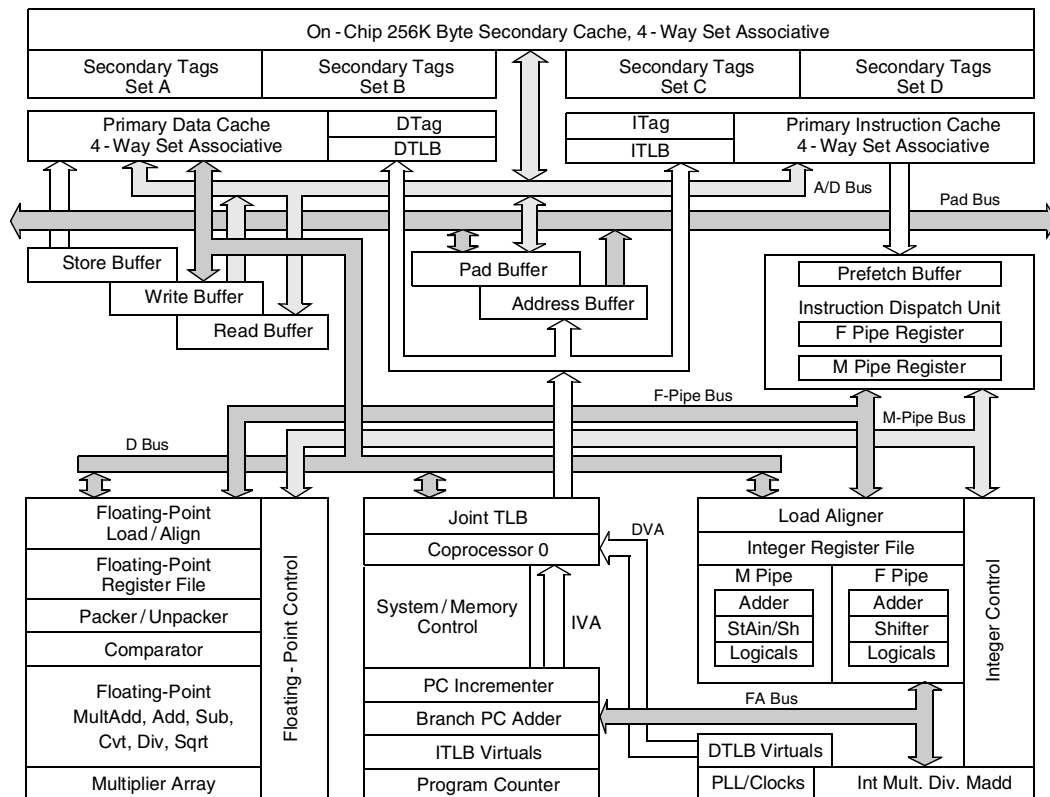 On-Chip 256K Byte Secondary Cache, 4-Way Set Associative
Secondary Tags
Set A
Secondary Tags
Set B
Secondary Tags
Set C
Secondary Tags
Set D
Primary Data Cache
4-Way Set Associative
DTag
DTLB
ITag
ITLB
Primary Instruction Cache
4-Way Set Associative
A/D Bus
Pad Bus
Store Buffer
Write Buffer
Read Buffer
Pad Buffer
Address Buffer
Prefetch Buffer
Instruction Dispatch Unit
F Pipe Register
M Pipe Register
F-Pipe Bus
M-Pipe Bus
D Bus
Floating-Point
Load/Align
Floating-Point
Register File
Packer/Unpacker
Comparator
Floating-Point
MultAdd, Add, Sub,
Cvt, Div, Sqrt
Multiplier Array
Floating-Point Control
Joint TLB
Coprocessor 0
System/Memory
Control
IVA
DVA
PC Incrementer
Branch PC Adder
ITLB Virtuals
Program Counter
Load Aligner
Integer Register File
M Pipe
Adder
StAin/Sh
Logicals
F Pipe
Adder
Shifter
Logicals
Integer Control
FA Bus
DTLB Virtuals
PLL/Clocks
Int Mult. Div. Madd